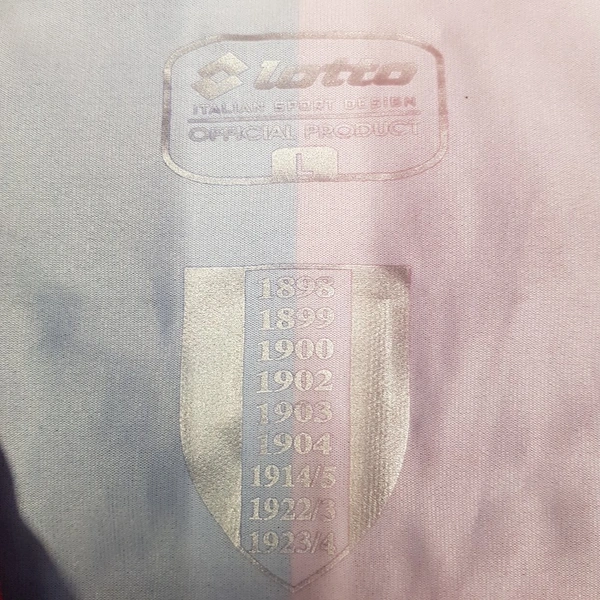 Lotto
ITALIAN SPORT DESIGN
OFFICIAL PRODUCT
L
1898
1899
1900
1902
1903
1904
1914/5
1922/3
1923/4